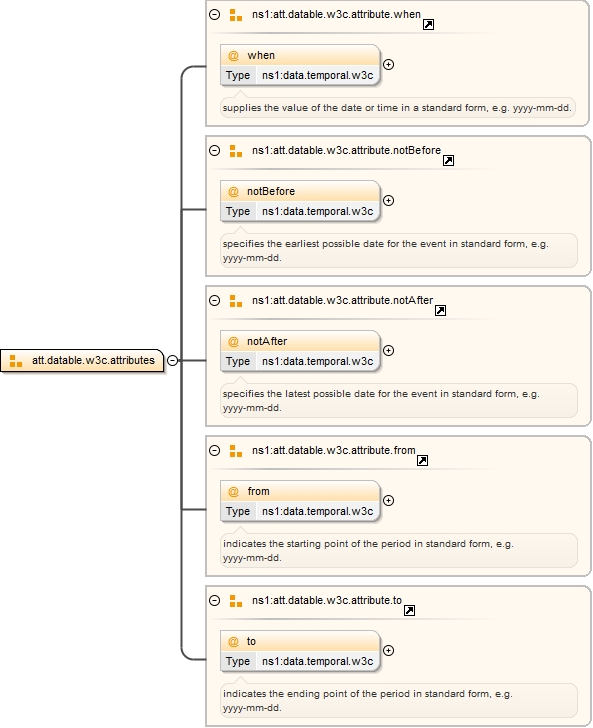 ns1:att.datable.w3c.attribute.when
@ when
Type ns1:data.temporal.w3c
supplies the value of the date or time in a standard form, e.g. yyyy-mm-dd.
ns1:att.datable.w3c.attribute.notBefore
@ notBefore
Type ns1:data.temporal.w3c
specifies the earliest possible date for the event in standard form, e.g.
yyyy-mm-dd.
ns1:att.datable.w3c.attribute.notAfter
@ notAfter
Type ns1:data.temporal.w3c
specifies the latest possible date for the event in standard form, e.g.
yyyy-mm-dd.
att.datable.w3c.attributes
ns1:att.datable.w3c.attribute.from
@ from
Type ns1:data.temporal.w3c
indicates the starting point of the period in standard form, e.g.
yyyy-mm-dd.
ns1:att.datable.w3c.attribute.to
@ to
Type ns1:data.temporal.w3c
indicates the ending point of the period in standard form, e.g.
yyyy-mm-dd.